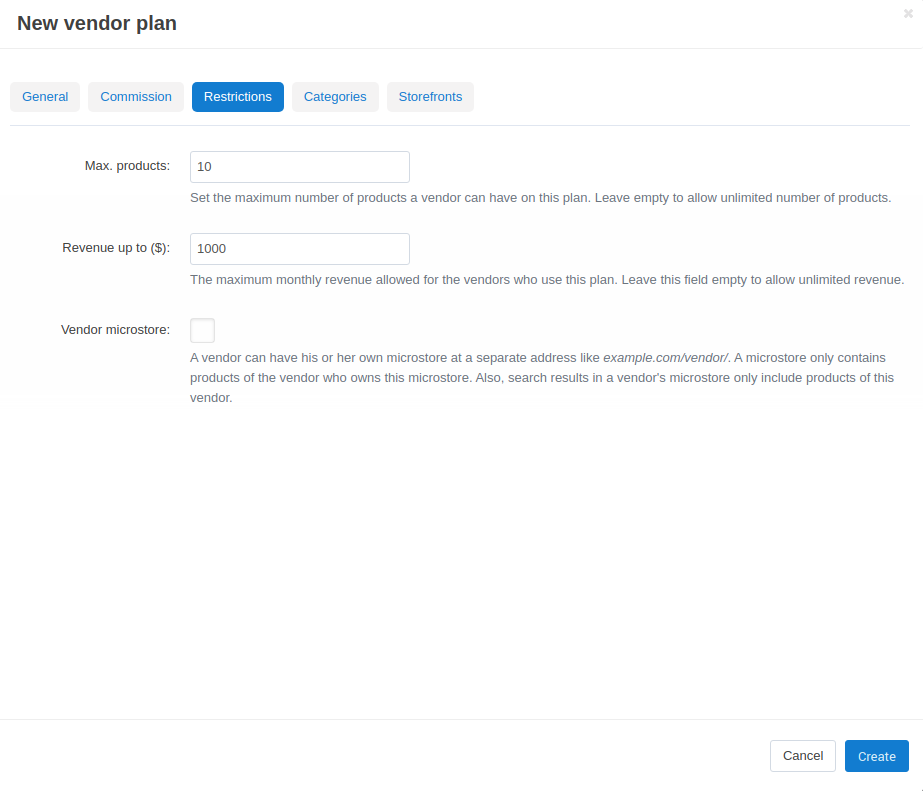 New vendor plan
General Commission Restrictions Categories Storefronts
Max. products: 10
Set the maximum number of products a vendor can have on this plan. Leave empty to allow unlimited number of products.
Revenue up to ($): 1000
The maximum monthly revenue allowed for the vendors who use this plan. Leave this field empty to allow unlimited revenue.
Vendor microstore:
A vendor can have his or her own microstore at a separate address like example.com/vendor/. A microstore only contains
products of the vendor who owns this microstore. Also, search results in a vendor's microstore only include products of this
vendor.
Cancel Create